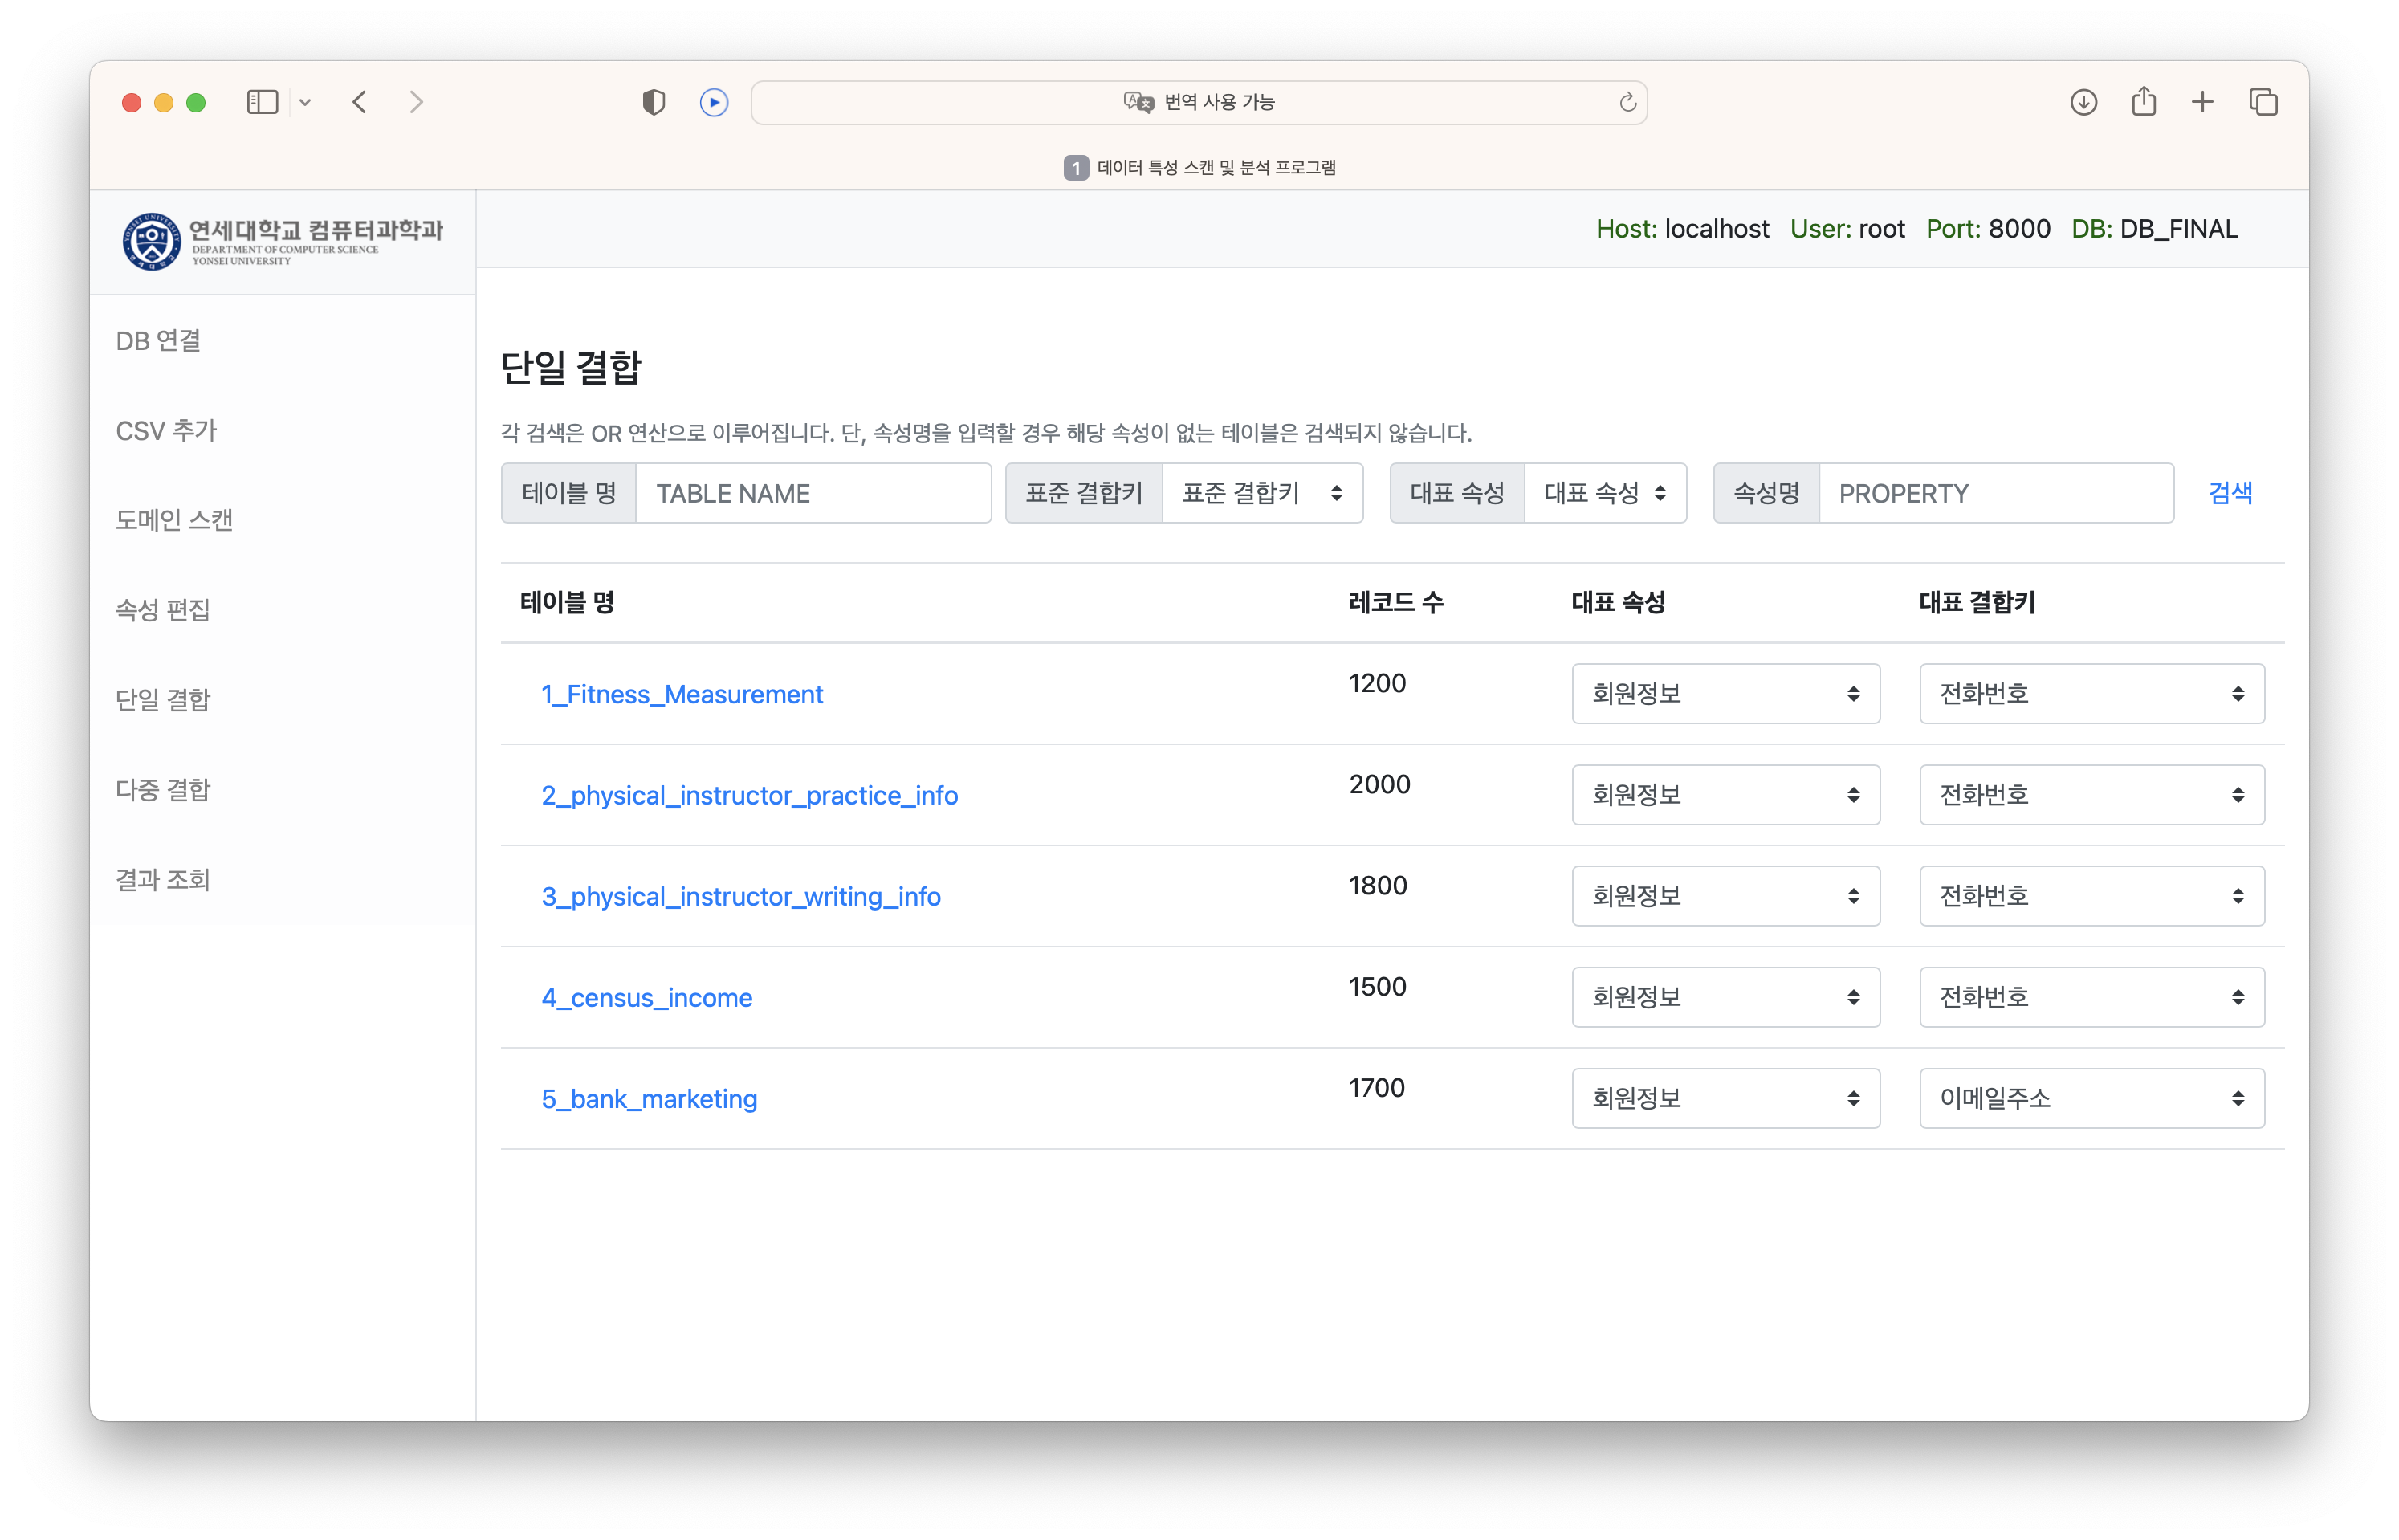 번역 사용 가능
1 데이터 특성 스캔 및 분석 프로그램
연세대학교 컴퓨터과학과
DEPARTMENT OF COMPUTER SCIENCE
YONSEI UNIVERSITY
Host: localhost User: root Port: 8000 DB: DB_FINAL
DB 연결
CSV 추가
도메인 스캔
속성 편집
단일 결합
다중 결합
결과 조회
단일 결합
각 검색은 OR 연산으로 이루어집니다. 단, 속성명을 입력할 경우 해당 속성이 없는 테이블은 검색되지 않습니다.
테이블 명 TABLE NAME 표준 결합키 표준 결합키 대표 속성 대표 속성 속성명 PROPERTY 검색
테이블 명 레코드 수 대표 속성 대표 결합키
1_Fitness_Measurement 1200 회원정보 전화번호
2_physical_instructor_practice_info 2000 회원정보 전화번호
3_physical_instructor_writing_info 1800 회원정보 전화번호
4_census_income 1500 회원정보 전화번호
5_bank_marketing 1700 회원정보 이메일주소